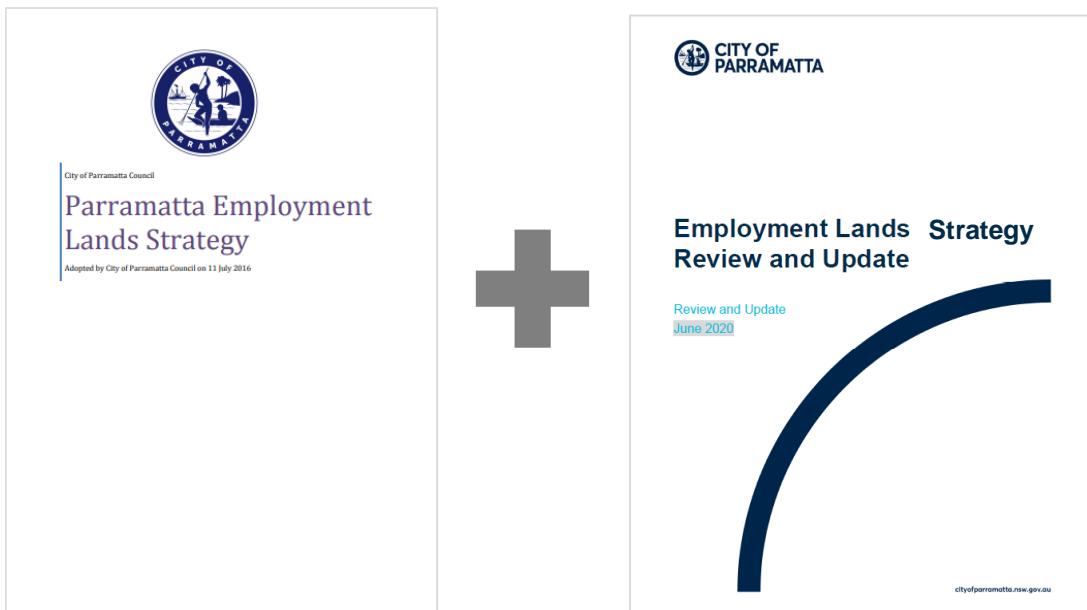 CITY OF
PARRAMATTA
City of Parramatta Council
Parramatta Employment
Lands Strategy
Adopted by City of Parramatta Council on 11 July 2016
CITY OF
PARRAMATTA
Employment Lands Strategy
Review and Update
Review and Update
June 2020
cityofparramatta.nsw.gov.au